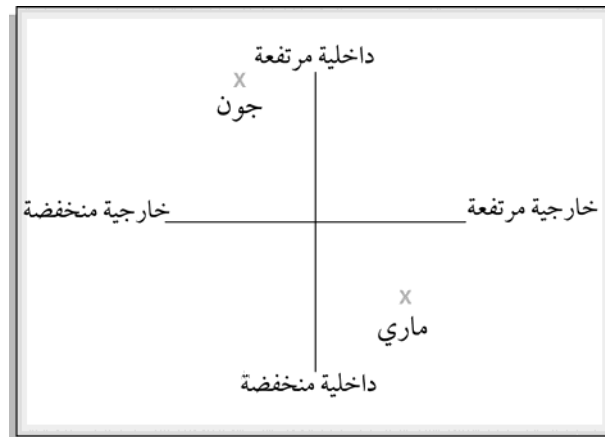 داخلية مرتفعة
X
جون
خارجية مرتفعة
خارجية منخفضة
X
ماري
داخلية منخفضة